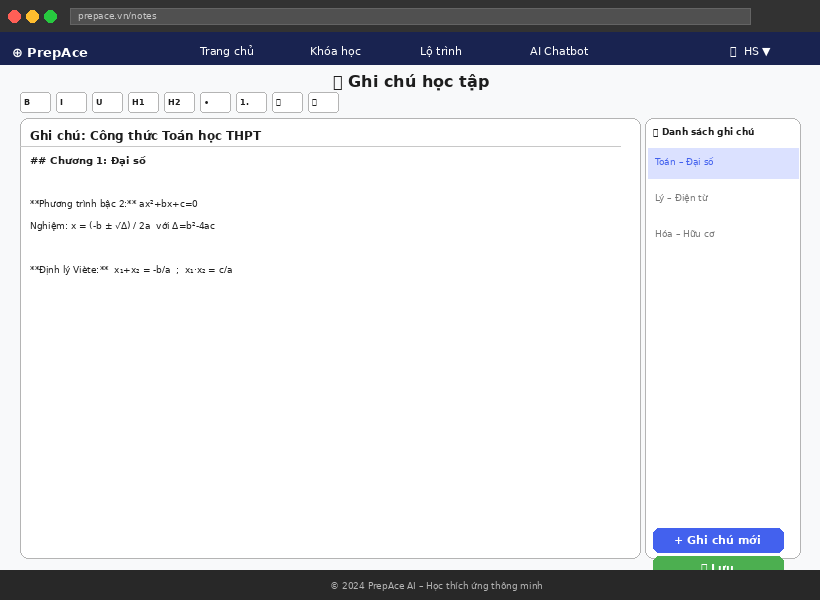 prepace.vn/notes
⊕ PrepAce
Trang chủ
Khóa học
Lộ trình
AI Chatbot
HS ▼
Ghi chú học tập
B
I
U
H1
H2
•
1.
Ghi chú: Công thức Toán học THPT
## Chương 1: Đại số
**Phương trình bậc 2:** ax²+bx+c=0
Nghiệm: x = (-b ± √Δ) / 2a  với Δ=b²-4ac
**Định lý Viète:**  x₁+x₂ = -b/a  ;  x₁·x₂ = c/a
Danh sách ghi chú
Toán – Đại số
Lý – Điện từ
Hóa – Hữu cơ
+ Ghi chú mới
Lưu
© 2024 PrepAce AI – Học thích ứng thông minh